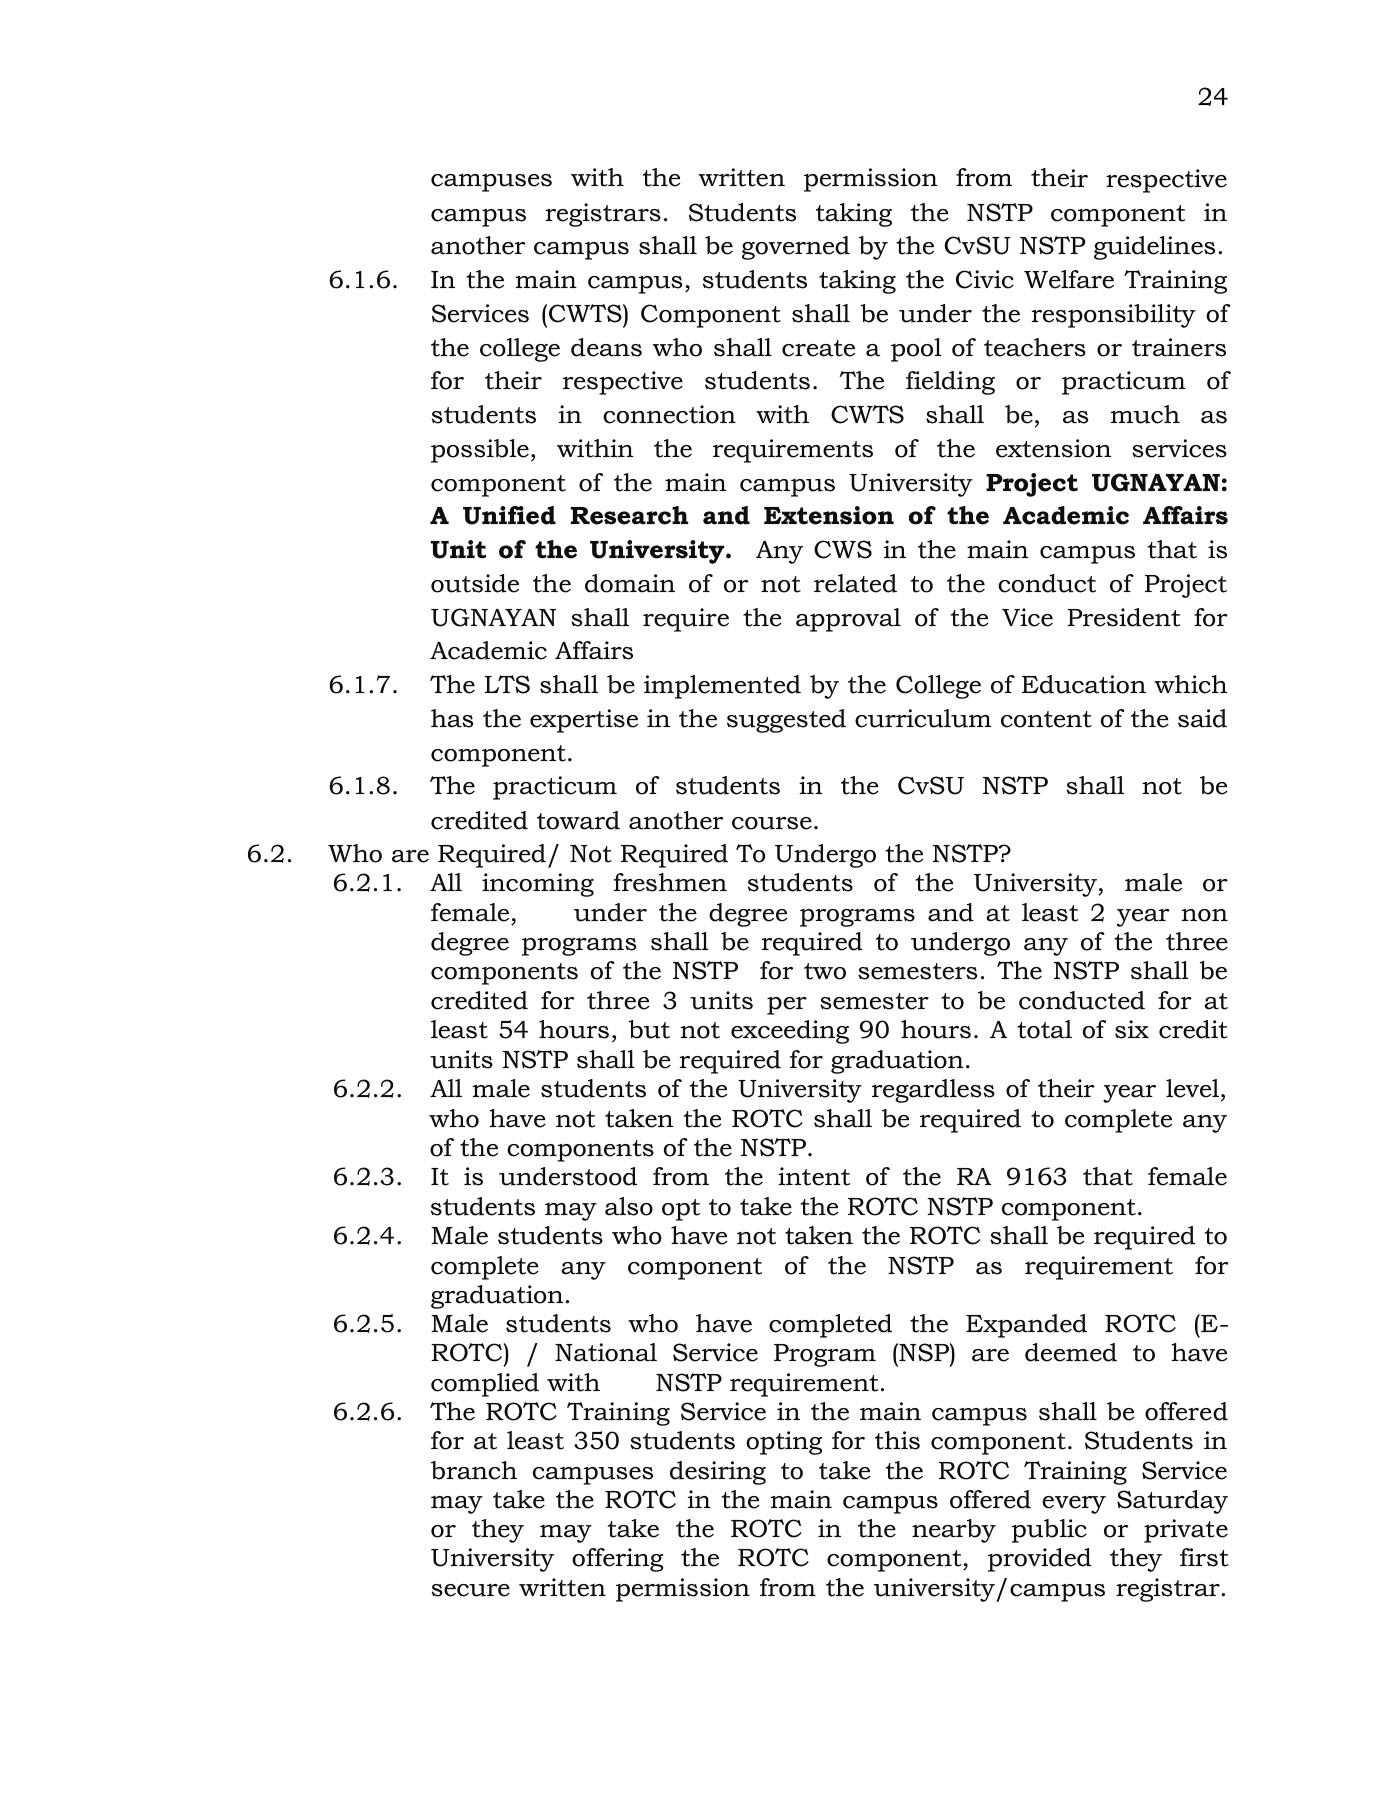 24
campuses with the written permission from their respective
campus registrars. Students taking the NSTP component in
another campus shall be governed by the CvSU NSTP guidelines.
6.1.6. In the main campus, students taking the Civic Welfare Training
Services (CWTS) Component shall be under the responsibility of
the college deans who shall create a pool of teachers or trainers
for their respective students. The fielding or practicum of
students in connection with CWTS shall be, as much as
possible, within the requirements of the extension services
component of the main campus University Project UGNAYAN:
A Unified Research and Extension of the Academic Affairs
Unit of the University. Any CWS in the main campus that is
outside the domain of or not related to the conduct of Project
UGNAYAN shall require the approval of the Vice President for
Academic Affairs
6.1.7. The LTS shall be implemented by the College of Education which
has the expertise in the suggested curriculum content of the said
component.
6.1.8. The practicum of students in the CvSU NSTP shall not be
credited toward another course.
6.2. Who are Required/ Not Required To Undergo the NSTP?
6.2.1. All incoming freshmen students of the University, male or
female, under the degree programs and at least 2 year non
degree programs shall be required to undergo any of the three
components of the NSTP for two semesters. The NSTP shall be
credited for three 3 units per semester to be conducted for at
least 54 hours, but not exceeding 90 hours. A total of six credit
units NSTP shall be required for graduation.
6.2.2. All male students of the University regardless of their year level,
who have not taken the ROTC shall be required to complete any
of the components of the NSTP.
6.2.3. It is understood from the intent of the RA 9163 that female
students may also opt to take the ROTC NSTP component.
6.2.4. Male students who have not taken the ROTC shall be required to
complete any component of the NSTP as requirement for
graduation.
6.2.5. Male students who have completed the Expanded ROTC (E-
ROTC) / National Service Program (NSP) are deemed to have
complied with NSTP requirement.
6.2.6. The ROTC Training Service in the main campus shall be offered
for at least 350 students opting for this component. Students in
branch campuses desiring to take the ROTC Training Service
may take the ROTC in the main campus offered every Saturday
or they may take the ROTC in the nearby public or private
University offering the ROTC component, provided they first
secure written permission from the university/campus registrar.